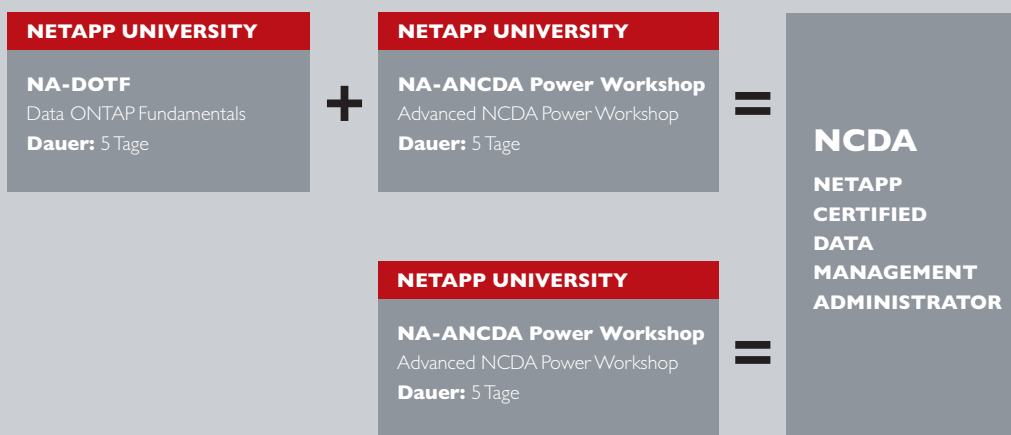 NETAPP UNIVERSITY
NA-DOTF
Data ONTAP Fundamentals
Dauer: 5 Tage
+
NETAPP UNIVERSITY
NA-ANCDA Power Workshop
Advanced NCDA Power Workshop
Dauer: 5 Tage
=
NETAPP UNIVERSITY
NA-ANCDA Power Workshop
Advanced NCDA Power Workshop
Dauer: 5 Tage
=
NCDA
NETAPP
CERTIFIED
DATA
MANAGEMENT
ADMINISTRATOR